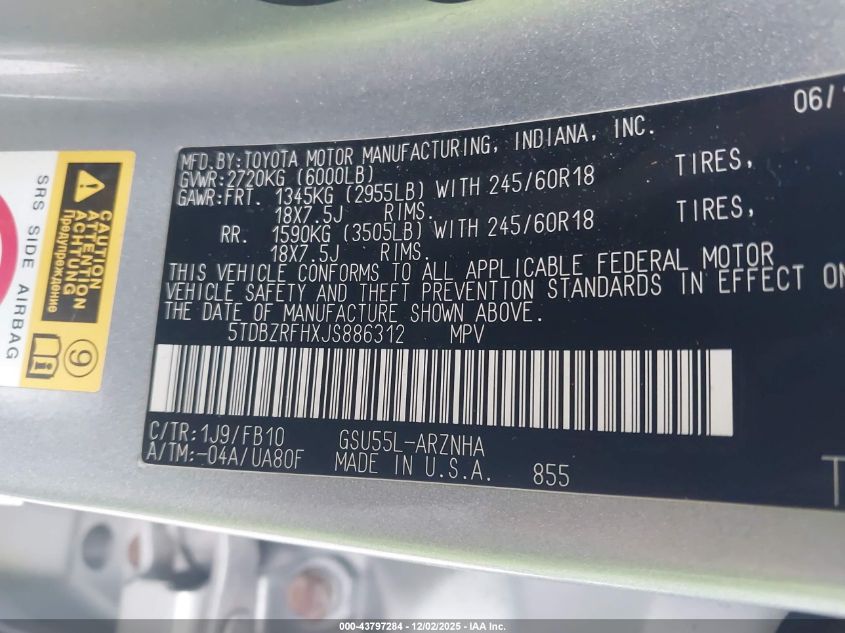 06/1
MFD.BY:TOYOTA MOTOR MANUFACTURING, INDIANA, INC.
GVWR:2720KG (6000LB)
GAWR:FRT. 1345KG (2955LB) WITH 245/60R18 TIRES,
18X7.5J RIMS.
RR. 1590KG (3505LB) WITH 245/60R18 TIRES,
18X7.5J RIMS.
THIS VEHICLE CONFORMS TO ALL APPLICABLE FEDERAL MOTOR
VEHICLE SAFETY AND THEFT PREVENTION STANDARDS IN EFFECT ON
THE DATE OF MANUFACTURE SHOWN ABOVE.
5TDBZRFHXJS886312 MPV
C/TR:1J9/FB10 GSU55L-ARZNHA
A/TM:-04A/UA80F MADE IN U.S.A. 855
T
SRS SIDE AIRBAG
CAUTION
ATTENTION
ACHTUNG
Предупреждение
9
000-43797284 - 12/02/2025 - IAA Inc.